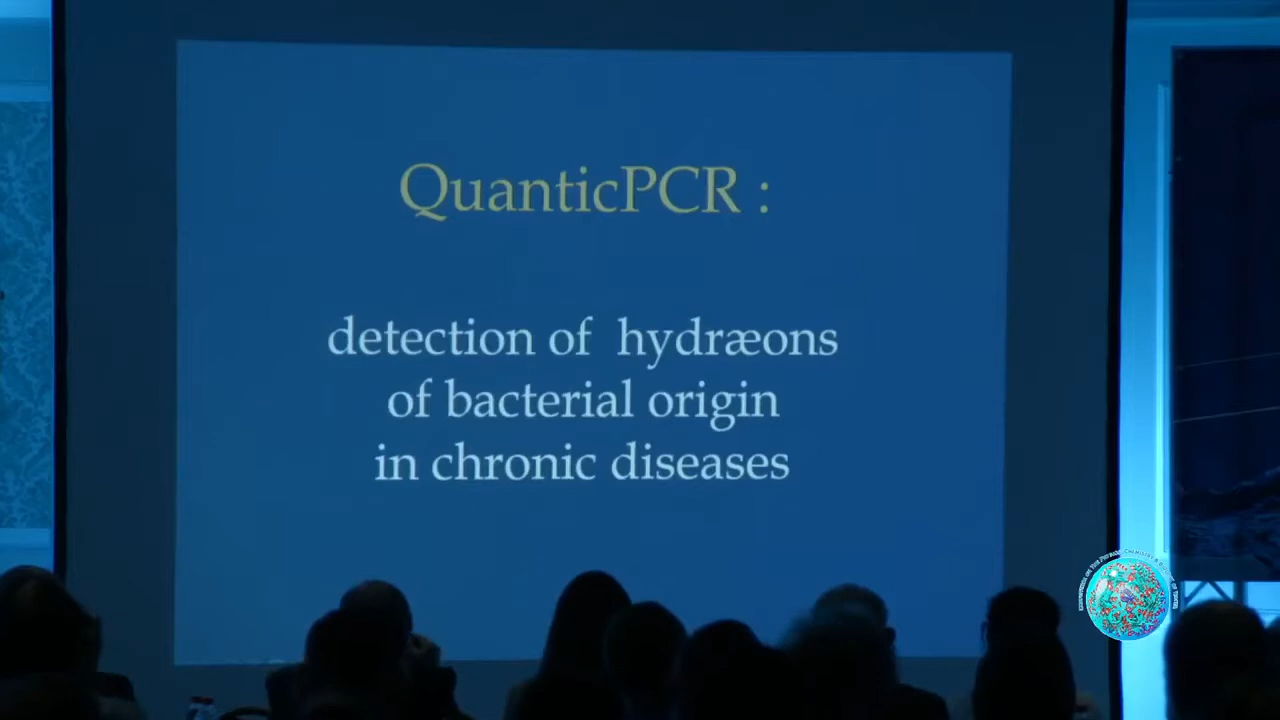 QuanticPCR :
detection of hydræons
of bacterial origin
in chronic diseases